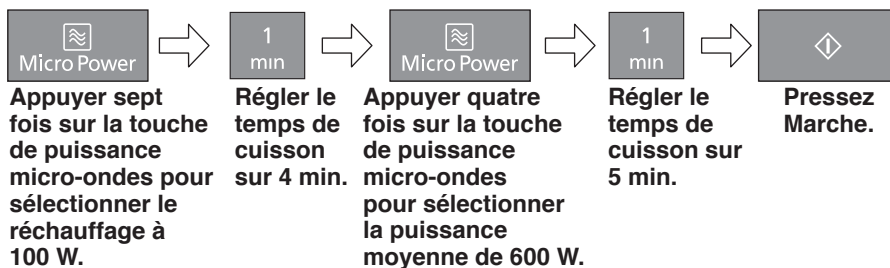 Micro Power
1
min
Micro Power
1
min
Appuyer sept
fois sur la touche
de puissance
micro-ondes pour
sélectionner le
réchauffage à
100 W.
Régler le
temps de
cuisson
sur 4 min.
Appuyer quatre
fois sur la touche
de puissance
micro-ondes
pour sélectionner
la puissance
moyenne de 600 W.
Régler le
temps de
cuisson sur
5 min.
Pressez
Marche.